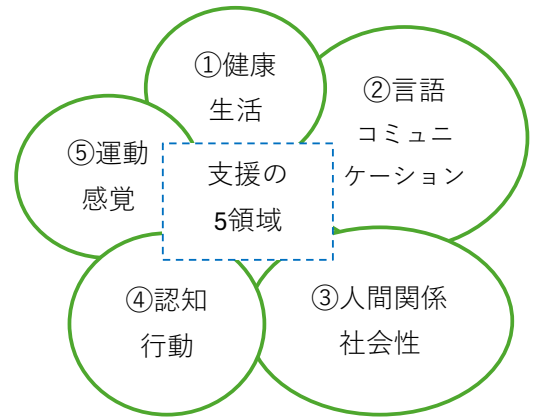 ①健康
生活
②言語
コミュニ
ケーション
⑤運動
感覚
支援の
5領域
④認知
行動
③人間関係
社会性